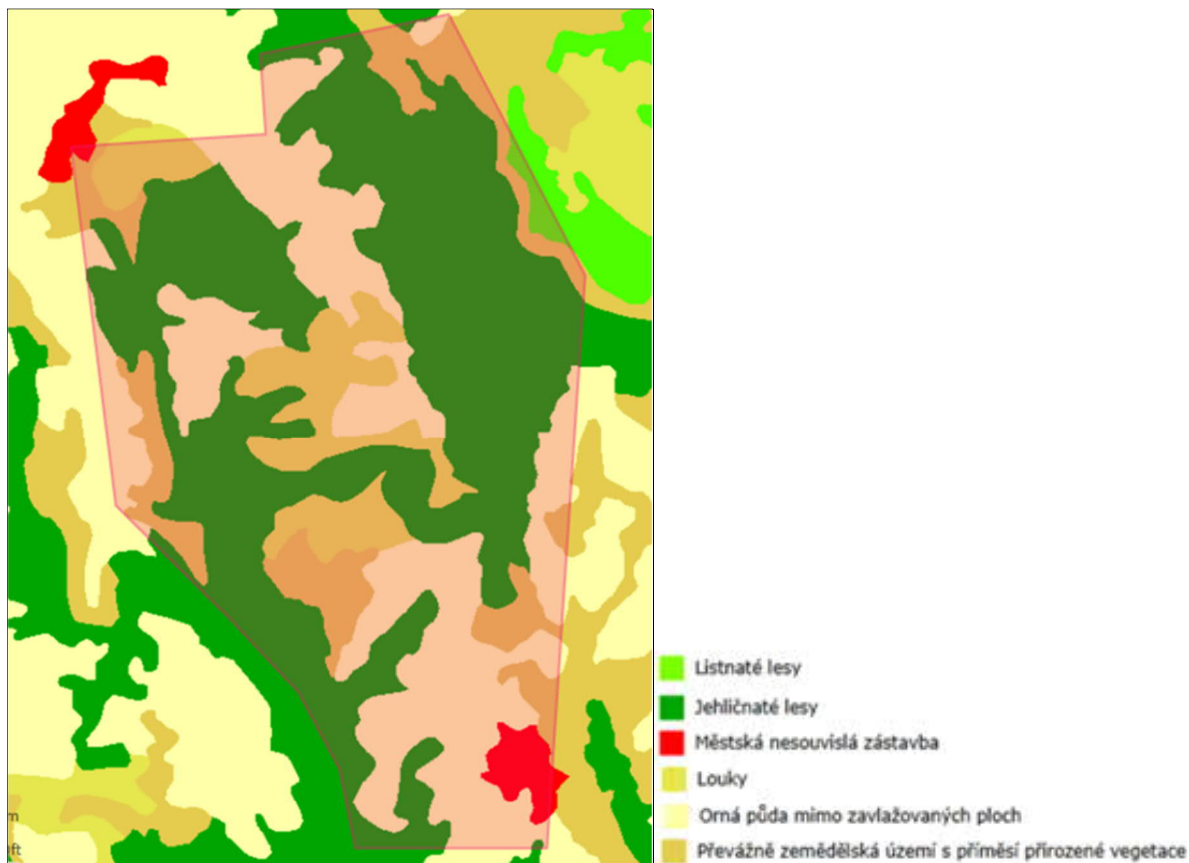 m
ft
Listnaté lesy
Jehličnaté lesy
Městská nesouvislá zástavba
Louky
Orná půda mimo zavlažovaných ploch
Převážně zemědělská území s příměsí přirozené vegetace